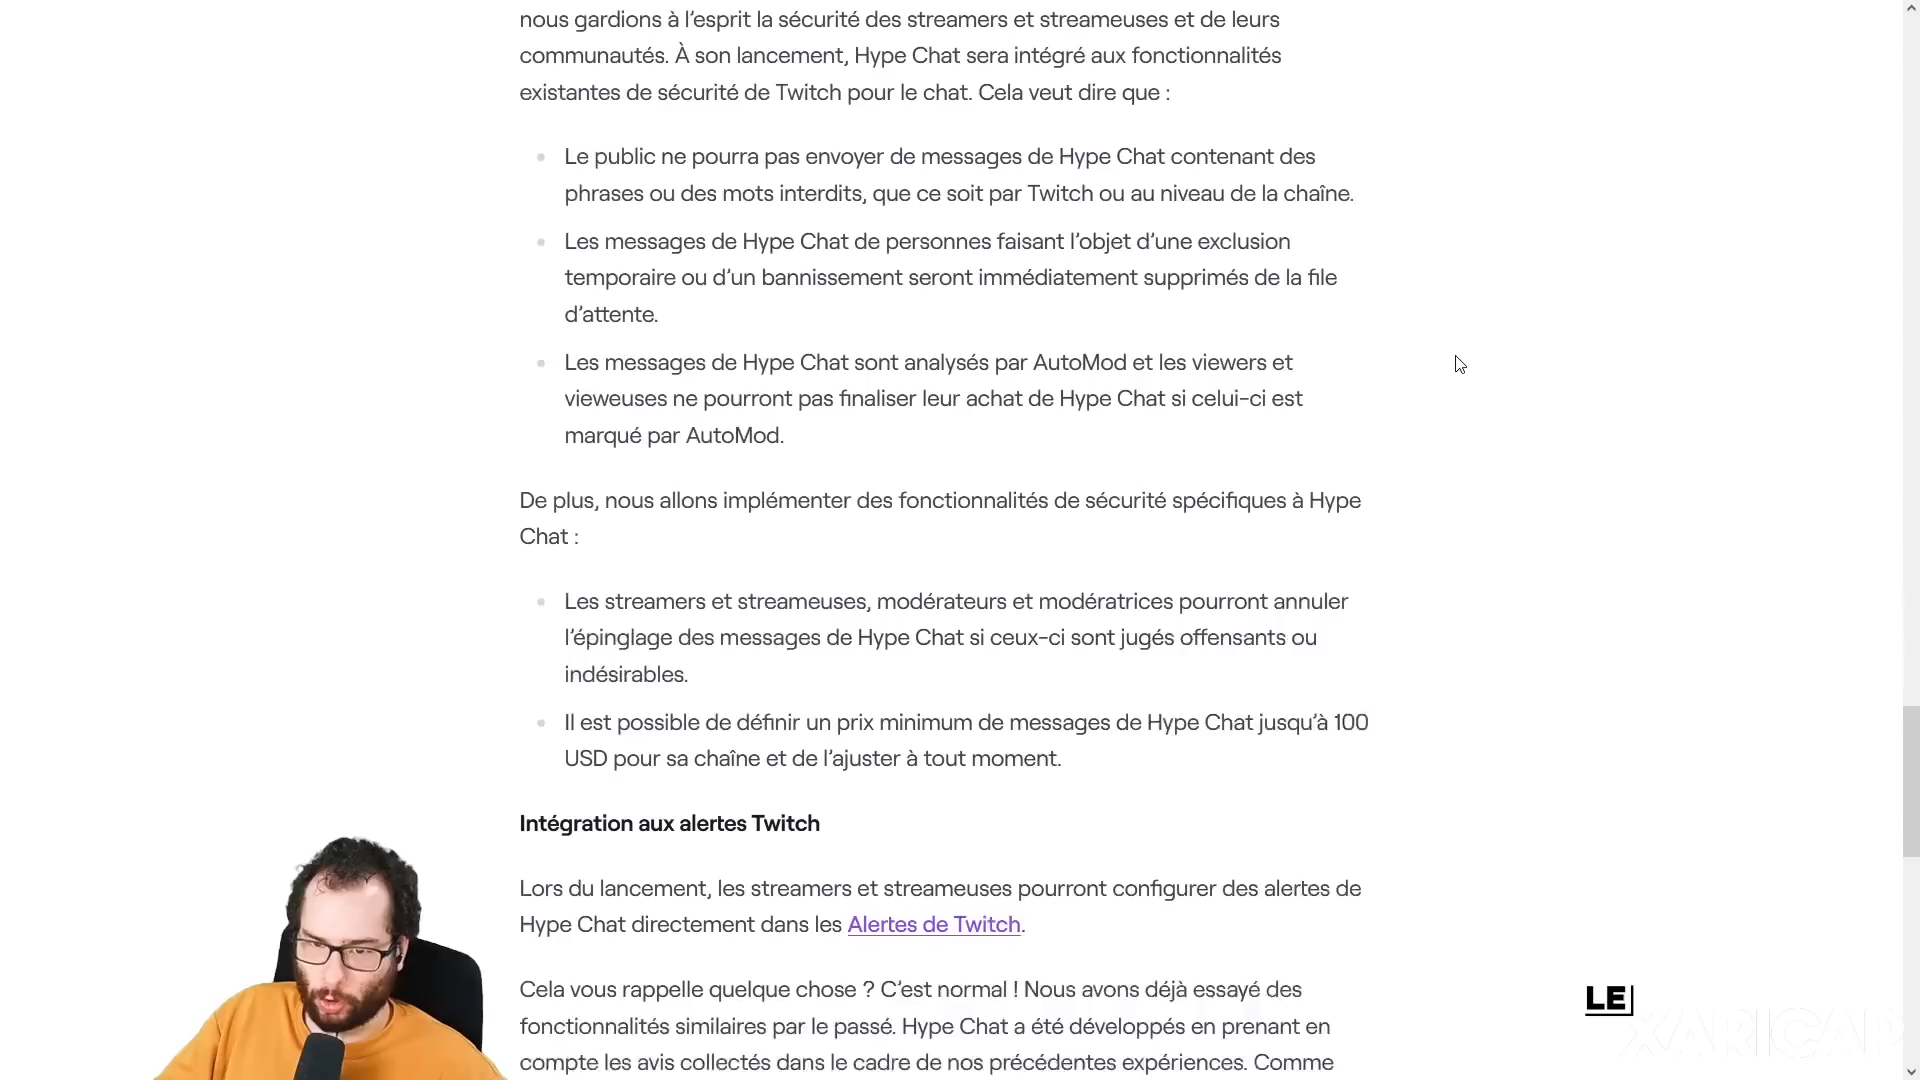 nous gardions à l’esprit la sécurité des streamers et streameuses et de leurs
communautés. À son lancement, Hype Chat sera intégré aux fonctionnalités
existantes de sécurité de Twitch pour le chat. Cela veut dire que :
Le public ne pourra pas envoyer de messages de Hype Chat contenant des
phrases ou des mots interdits, que ce soit par Twitch ou au niveau de la chaîne.
Les messages de Hype Chat de personnes faisant l’objet d’une exclusion
temporaire ou d’un bannissement seront immédiatement supprimés de la file
d’attente.
Les messages de Hype Chat sont analysés par AutoMod et les viewers et
vieweuses ne pourront pas finaliser leur achat de Hype Chat si celui-ci est
marqué par AutoMod.
De plus, nous allons implémenter des fonctionnalités de sécurité spécifiques à Hype
Chat :
Les streamers et streameuses, modérateurs et modératrices pourront annuler
l’épinglage des messages de Hype Chat si ceux-ci sont jugés offensants ou
indésirables.
Il est possible de définir un prix minimum de messages de Hype Chat jusqu’à 100
USD pour sa chaîne et de l’ajuster à tout moment.
Intégration aux alertes Twitch
Lors du lancement, les streamers et streameuses pourront configurer des alertes de
Hype Chat directement dans les Alertes de Twitch.
Cela vous rappelle quelque chose ? C’est normal ! Nous avons déjà essayé des
fonctionnalités similaires par le passé. Hype Chat a été développés en prenant en
compte les avis collectés dans le cadre de nos précédentes expériences. Comme
LE